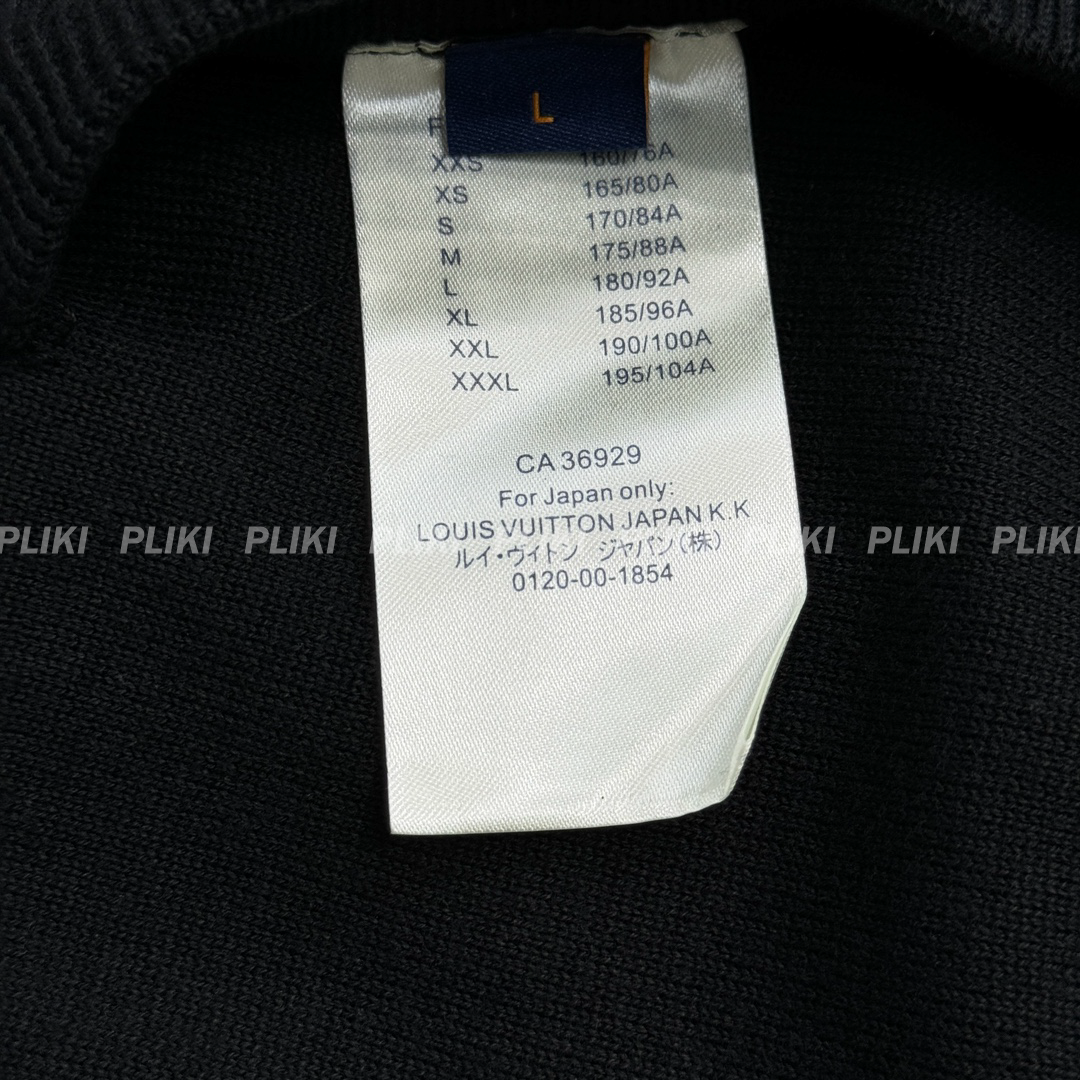 L
XXS 160/76A
XS 165/80A
S 170/84A
M 175/88A
L 180/92A
XL 185/96A
XXL 190/100A
XXXL 195/104A
CA 36929
For Japan only:
LOUIS VUITTON JAPAN K.K
ルイ・ヴィトン ジャパン(株)
0120-00-1854
PLIKI PLIKI PLIKI PLIKI PLIKI PLIKI